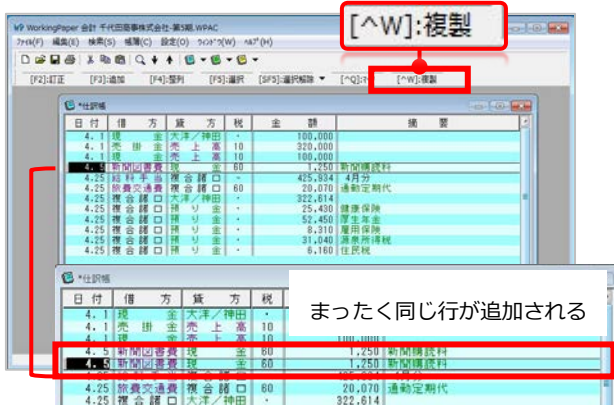 [^W]:複製
WorkingPaper 会計 千代田商事株式会社-第5期.WPAC
ファイル(F) 編集(E) 検索(S) 帳簿(C) 設定(O) ウィンドウ(W) ヘルプ(H)
[F2]:訂正 [F3]:追加 [F4]:整列 [F5]:選択 [SF5]:選択解除 [^W]:複製
*仕訳帳
日 付 借 方 貸 方 税 金 額 摘 要
4. 1 現 金 大洋/神田 ・ 100,000
4. 1 売 掛 金 売 上 高 10 320,000
4. 1 現 金 売 上 高 10 100,000
4. 5 新聞図書費 現 金 60 1,250 新聞購読料
4.25 給 料 手 当 複 合 諸 口 ・ 425,934 4月分
4.25 旅費交通費 複 合 諸 口 60 20,070 通勤定期代
4.25 複 合 諸 口 大洋/神田 ・ 322,614
4.25 複 合 諸 口 預 り 金 ・ 25,430 健康保険
4.25 複 合 諸 口 預 り 金 ・ 52,450 厚生年金
4.25 複 合 諸 口 預 り 金 ・ 8,310 雇用保険
4.25 複 合 諸 口 預 り 金 ・ 31,040 源泉所得税
4.25 複 合 諸 口 預 り 金 ・ 6,160 住民税
*仕訳帳
まったく同じ行が追加される
日 付 借 方 貸 方 税
4. 1 現 金 大洋/神田 ・
4. 1 売 掛 金 売 上 高 10
4. 1 現 金 売 上 高 10 100,000
4. 5 新聞図書費 現 金 60 1,250 新聞購読料
4. 5 新聞図書費 現 金 60 1,250 新聞購読料
4.25 旅費交通費 複 合 諸 口 60 20,070 通勤定期代
4.25 複 合 諸 口 大洋/神田 ・ 322,614